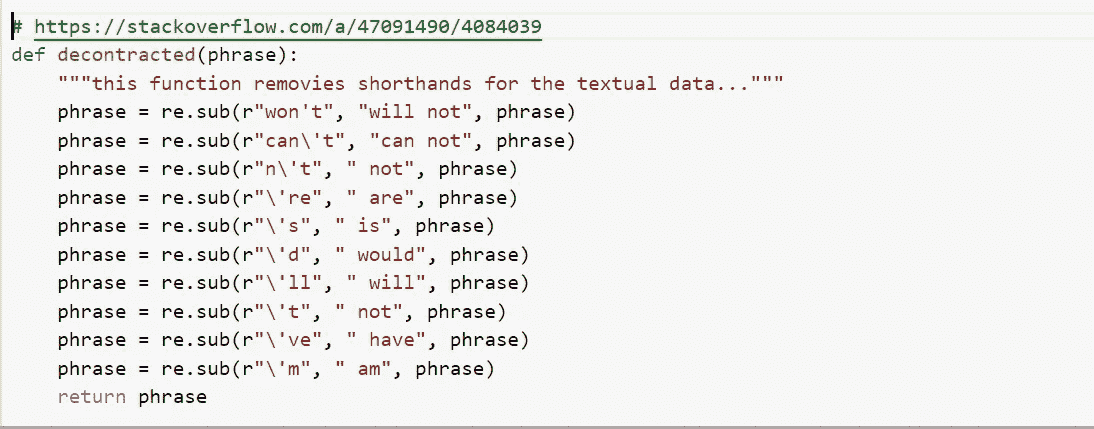 # https://stackoverflow.com/a/47091490/4084039
def decontracted(phrase):
    """this function removies shorthands for the textual data..."""
    phrase = re.sub(r"won't", "will not", phrase)
    phrase = re.sub(r"can\'t", "can not", phrase)
    phrase = re.sub(r"n\'t", " not", phrase)
    phrase = re.sub(r"\'re", " are", phrase)
    phrase = re.sub(r"\'s", " is", phrase)
    phrase = re.sub(r"\'d", " would", phrase)
    phrase = re.sub(r"\'ll", " will", phrase)
    phrase = re.sub(r"\'t", " not", phrase)
    phrase = re.sub(r"\'ve", " have", phrase)
    phrase = re.sub(r"\'m", " am", phrase)
    return phrase